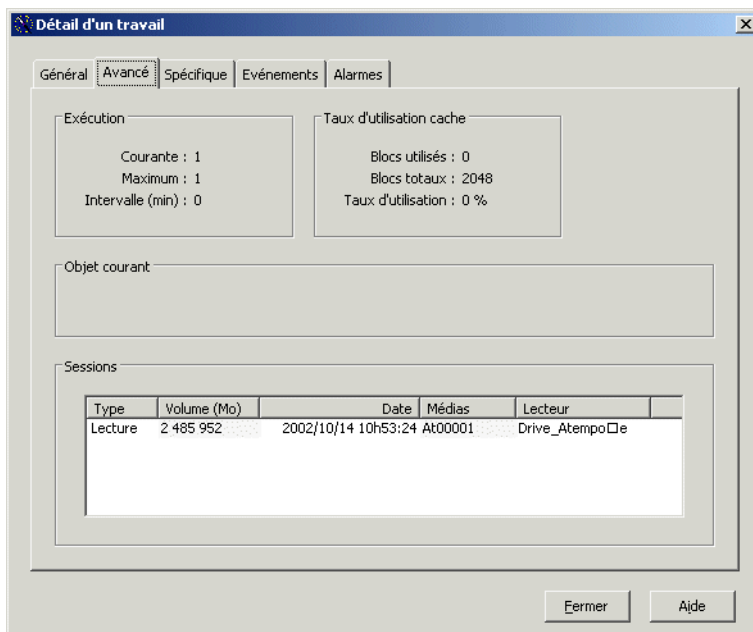 Détail d'un travail
Général Avancé Spécifique Evénements Alarmes
Exécution
Courante : 1
Maximum : 1
Intervalle (min) : 0
Taux d'utilisation cache
Blocs utilisés : 0
Blocs totaux : 2048
Taux d'utilisation : 0 %
Objet courant
Sessions
Type Volume (Mo) Date Médias Lecteur
Lecture 2 485 952 2002/10/14 10h53:24 At00001 Drive_Atempo□e
Fermer Aide